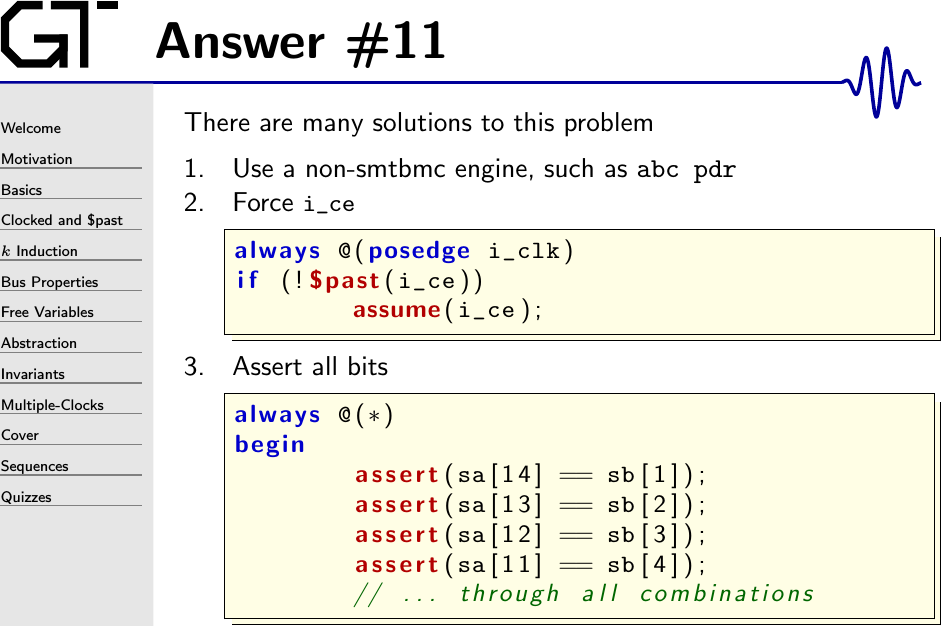 GT
Answer #11
Welcome
Motivation
Basics
Clocked and $past
k Induction
Bus Properties
Free Variables
Abstraction
Invariants
Multiple-Clocks
Cover
Sequences
Quizzes
There are many solutions to this problem
1. Use a non-smtbmc engine, such as abc pdr
2. Force i_ce
always @(posedge i_clk)
if (!$past(i_ce))
assume(i_ce);
3. Assert all bits
always @(*)
begin
assert(sa[14] == sb[1]);
assert(sa[13] == sb[2]);
assert(sa[12] == sb[3]);
assert(sa[11] == sb[4]);
// ... through all combinations